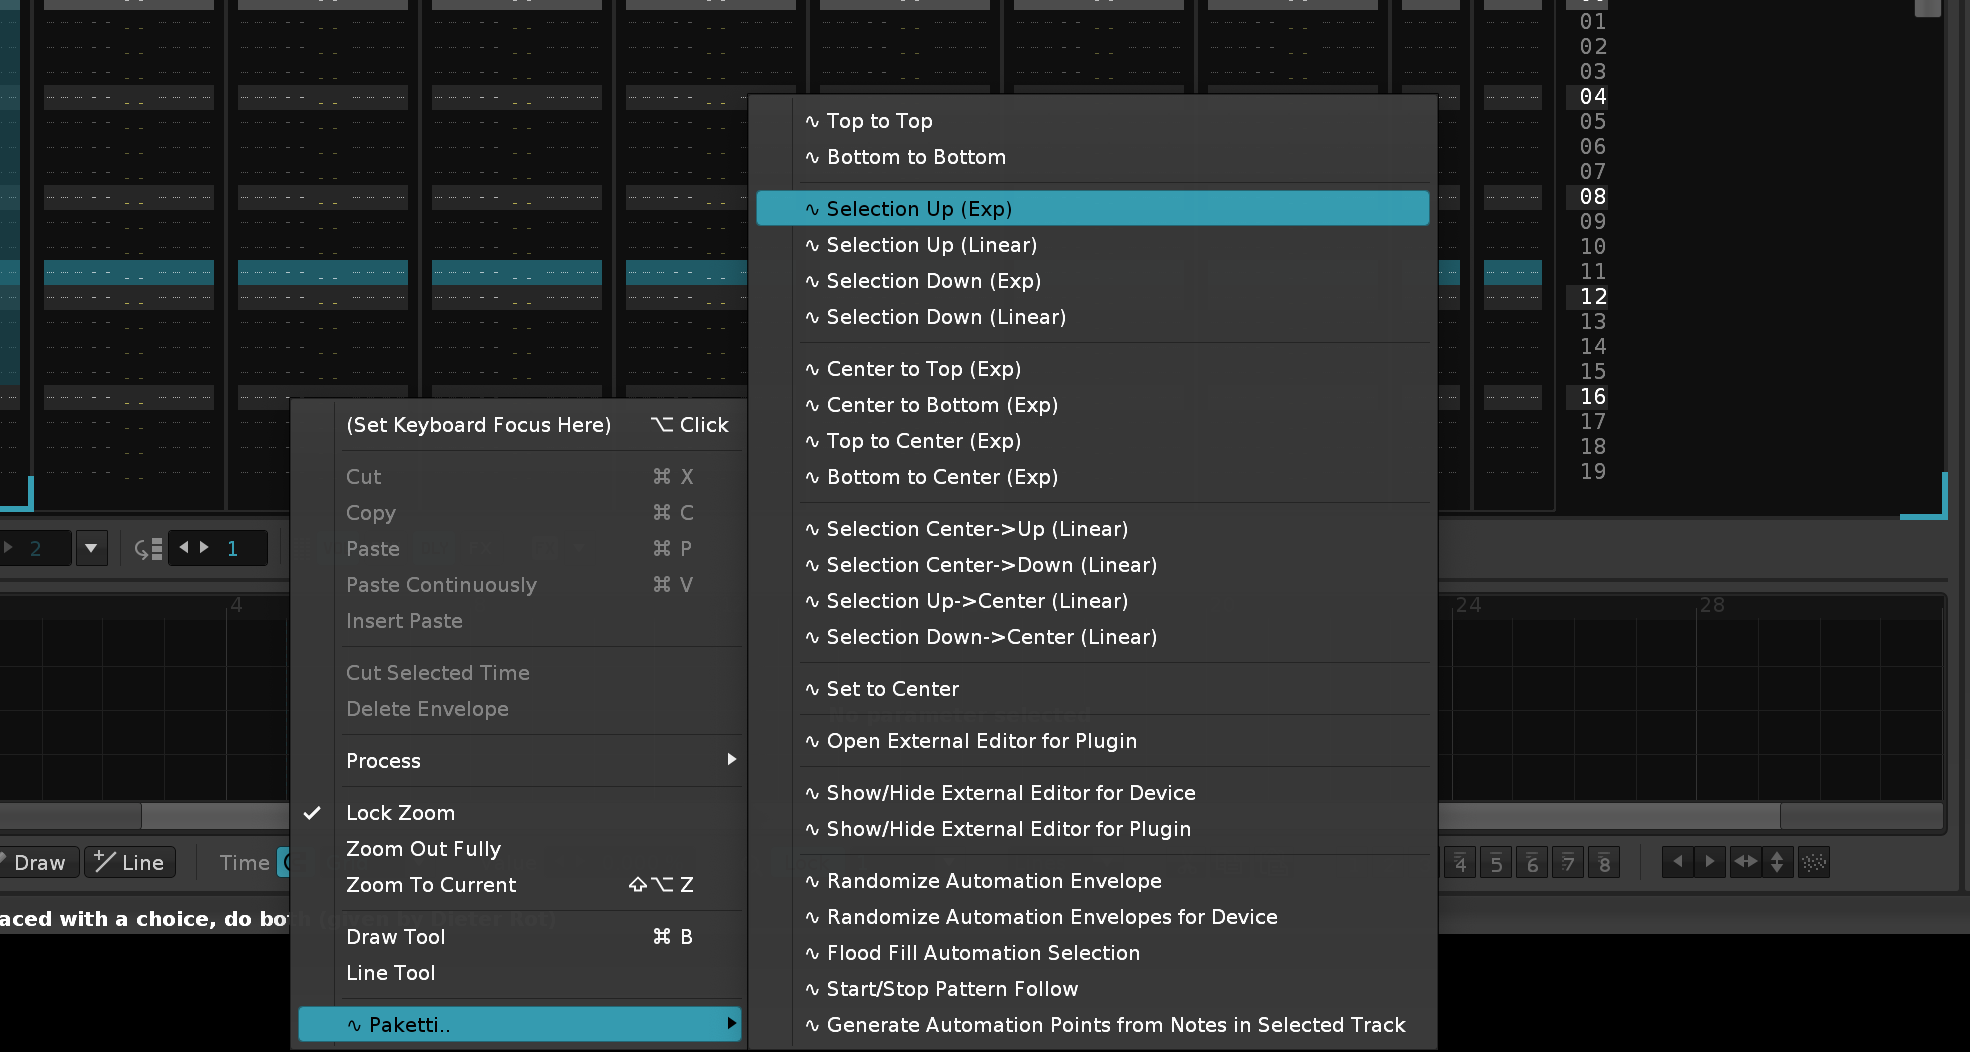 01
02
03
04
05
06
07
08
09
10
11
12
13
14
15
16
17
18
19
∿ Top to Top
∿ Bottom to Bottom
∿ Selection Up (Exp)
∿ Selection Up (Linear)
∿ Selection Down (Exp)
∿ Selection Down (Linear)
∿ Center to Top (Exp)
∿ Center to Bottom (Exp)
∿ Top to Center (Exp)
∿ Bottom to Center (Exp)
∿ Selection Center->Up (Linear)
∿ Selection Center->Down (Linear)
∿ Selection Up->Center (Linear)
∿ Selection Down->Center (Linear)
∿ Set to Center
No parameter selected
∿ Open External Editor for Plugin
∿ Show/Hide External Editor for Device
∿ Show/Hide External Editor for Plugin
∿ Randomize Automation Envelope
∿ Randomize Automation Envelopes for Device
∿ Flood Fill Automation Selection
∿ Start/Stop Pattern Follow
∿ Generate Automation Points from Notes in Selected Track
(Set Keyboard Focus Here) ⌥ Click
Cut ⌘ X
Copy ⌘ C
Paste ⌘ P
Paste Continuously ⌘ V
Insert Paste
Cut Selected Time
Delete Envelope
Process
Lock Zoom
Zoom Out Fully
Zoom To Current ⇧⌥ Z
Draw Tool ⌘ B
Line Tool
∿ Paketti..
2 1
4 24 28
Draw Line Time 4 5 6 7 8
aced with a choice, do both (given by Dieter Rot)